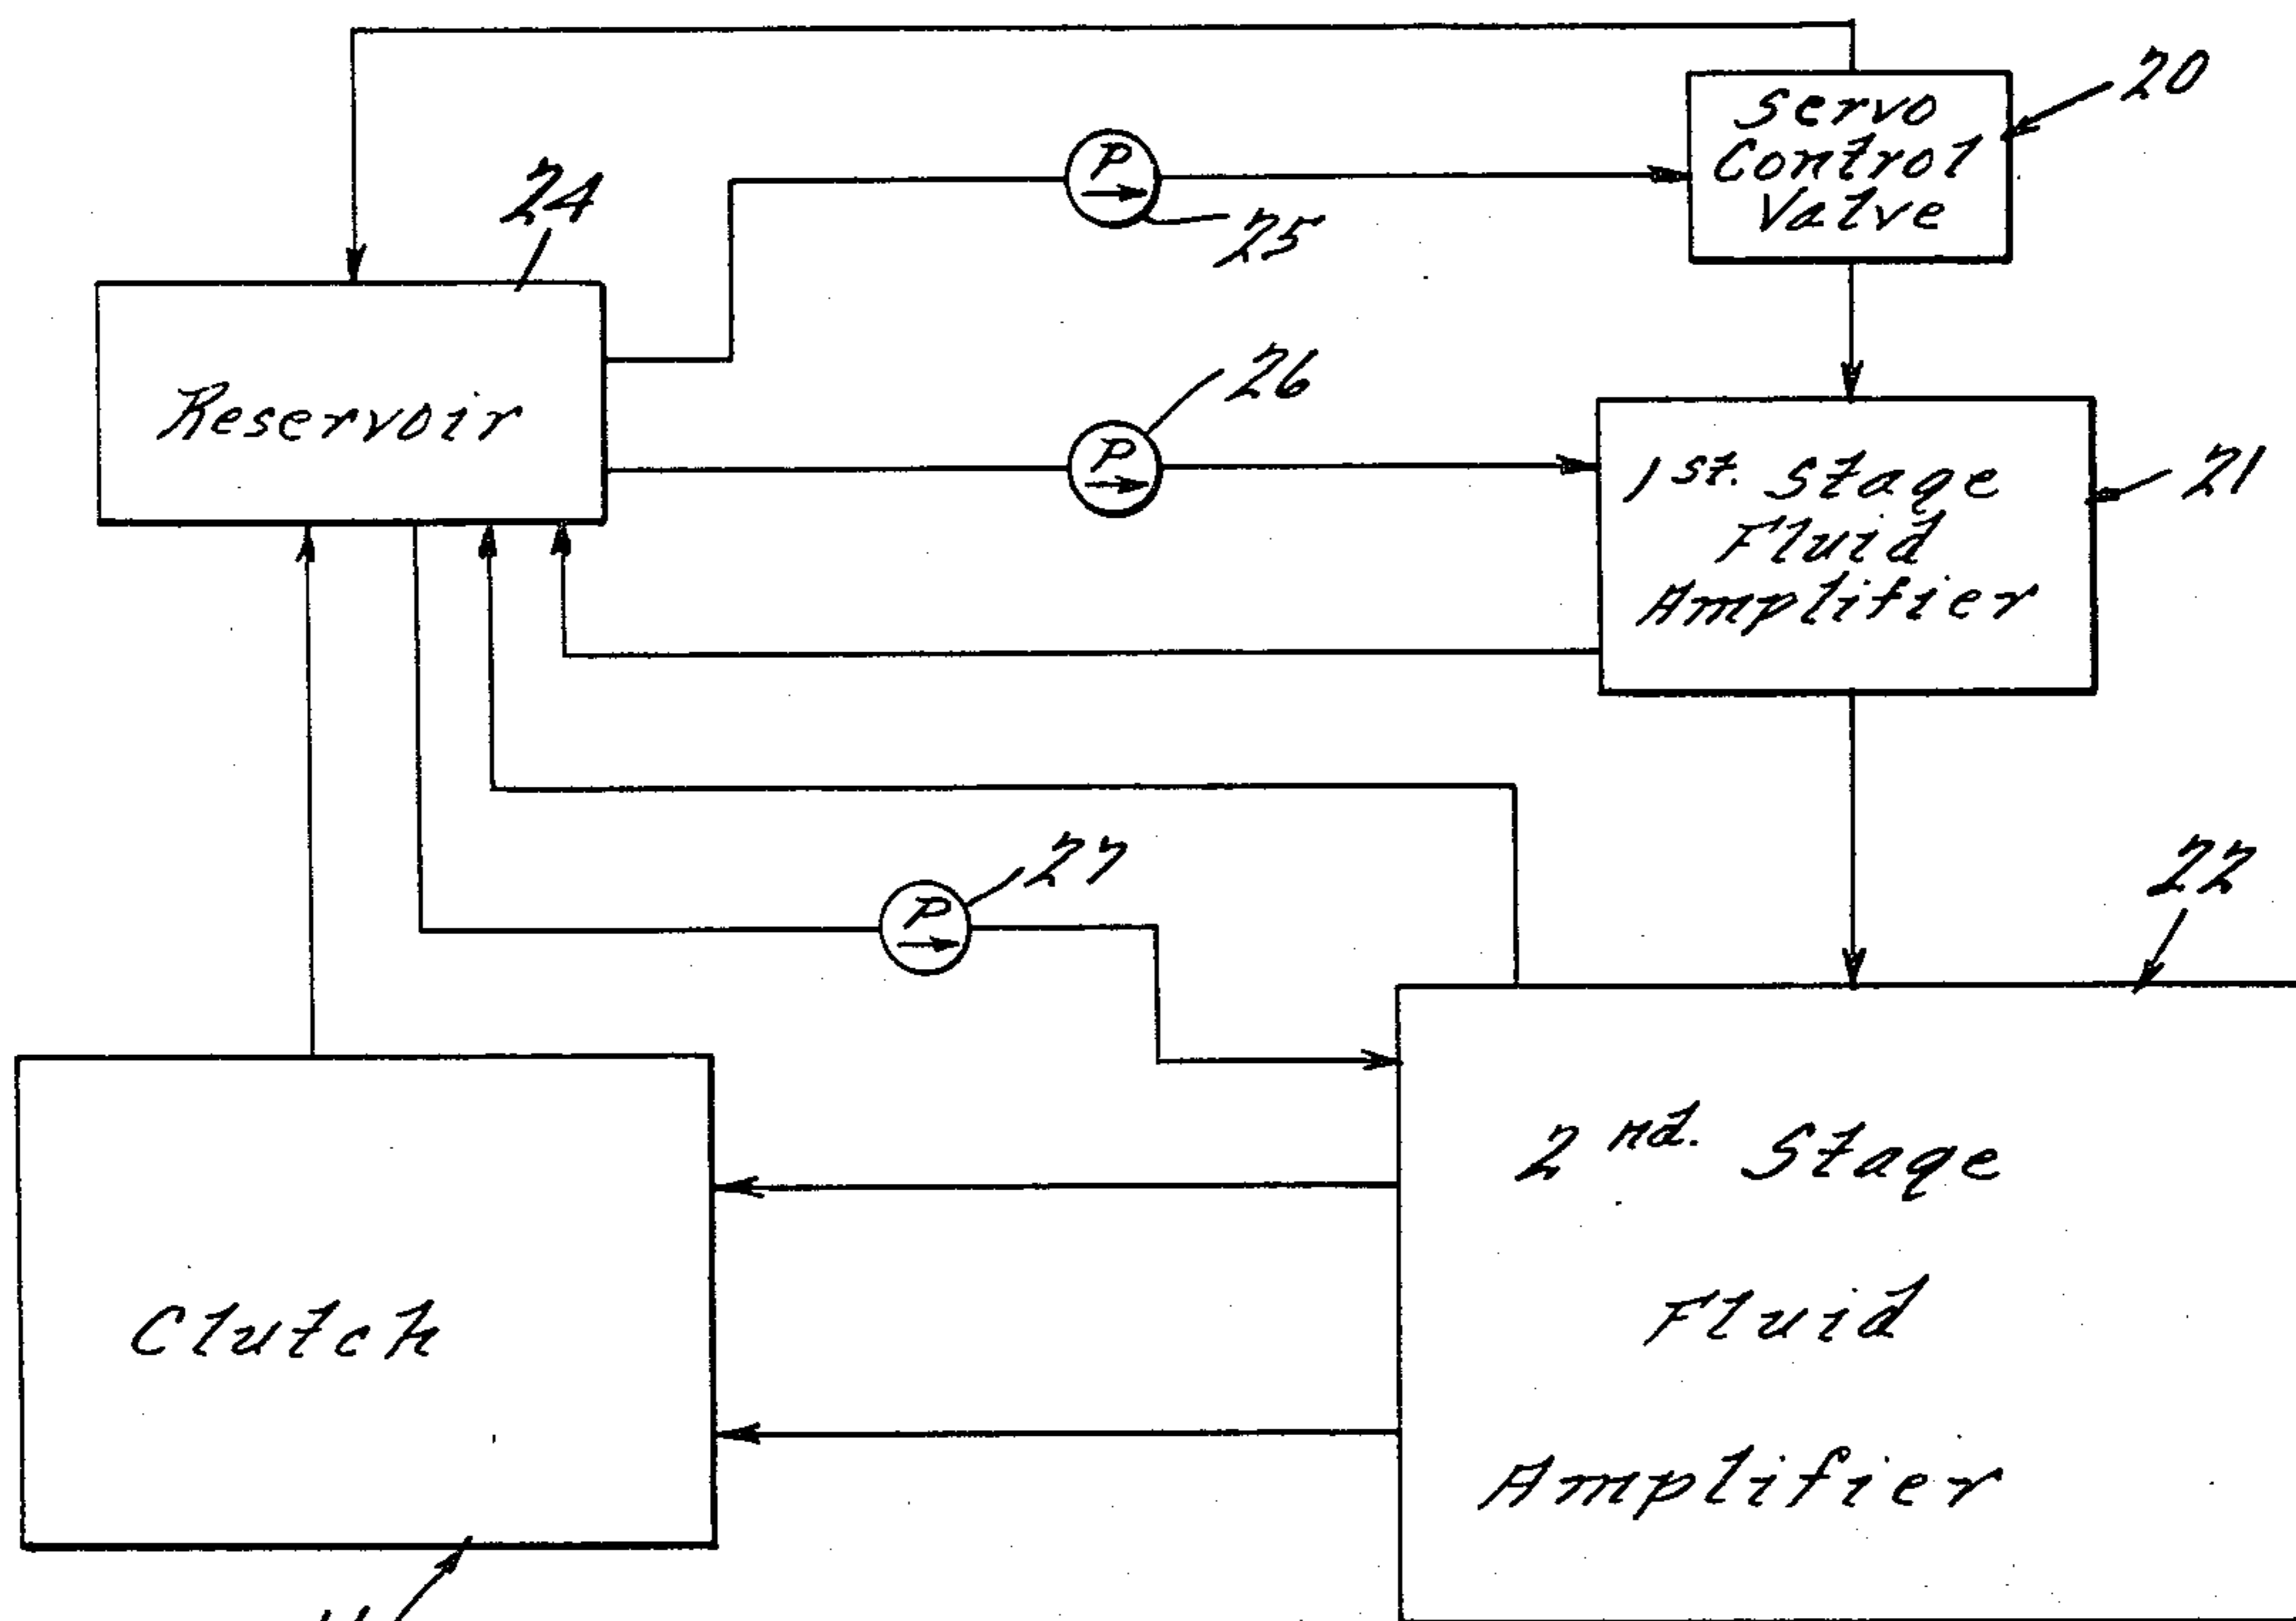 20
Servo
Control
Valve
P
25
24
Reservoir
26
P
1st. Stage
Fluid
Amplifier
21
27
P
22
2nd. Stage
Fluid
Amplifier
Clutch